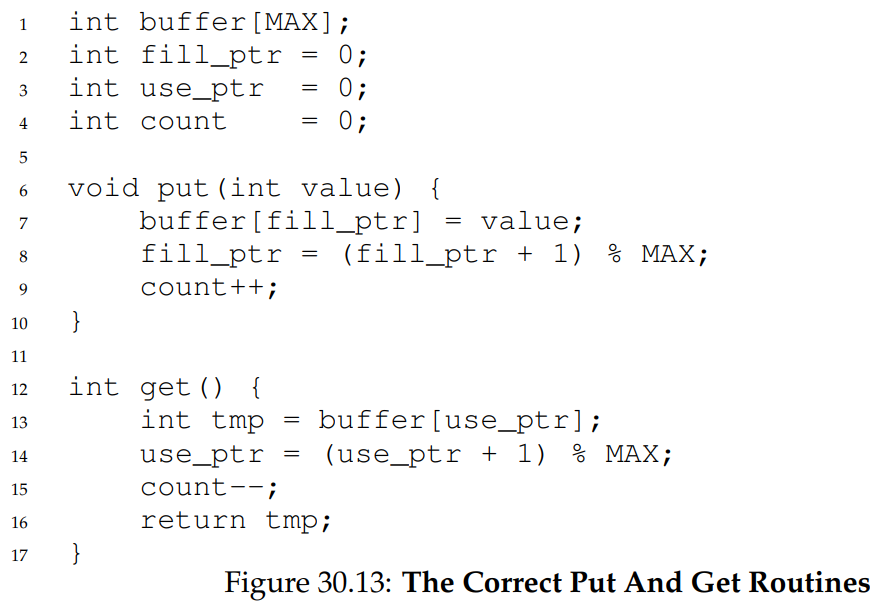 1 int buffer[MAX];
2 int fill_ptr = 0;
3 int use_ptr  = 0;
4 int count    = 0;
5
6 void put(int value) {
7     buffer[fill_ptr] = value;
8     fill_ptr = (fill_ptr + 1) % MAX;
9     count++;
10 }
11
12 int get() {
13     int tmp = buffer[use_ptr];
14     use_ptr = (use_ptr + 1) % MAX;
15     count--;
16     return tmp;
17 }
Figure 30.13: The Correct Put And Get Routines